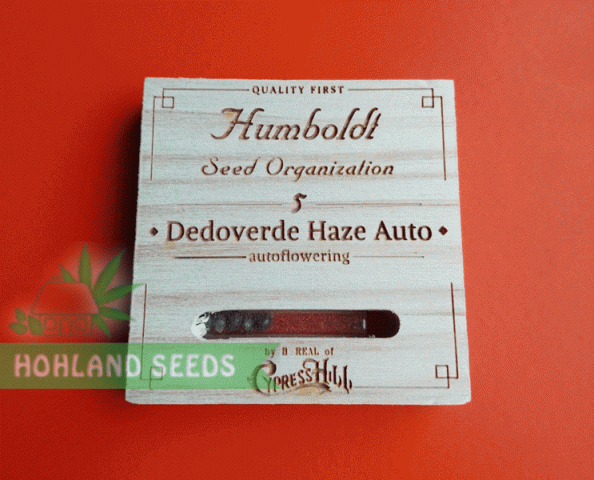 QUALITY FIRST
Humboldt
Seed Organization
5
Dedoverde Haze Auto
autoflowering
by B REAL of
CYPRESS HILL
HOHLAND SEEDS